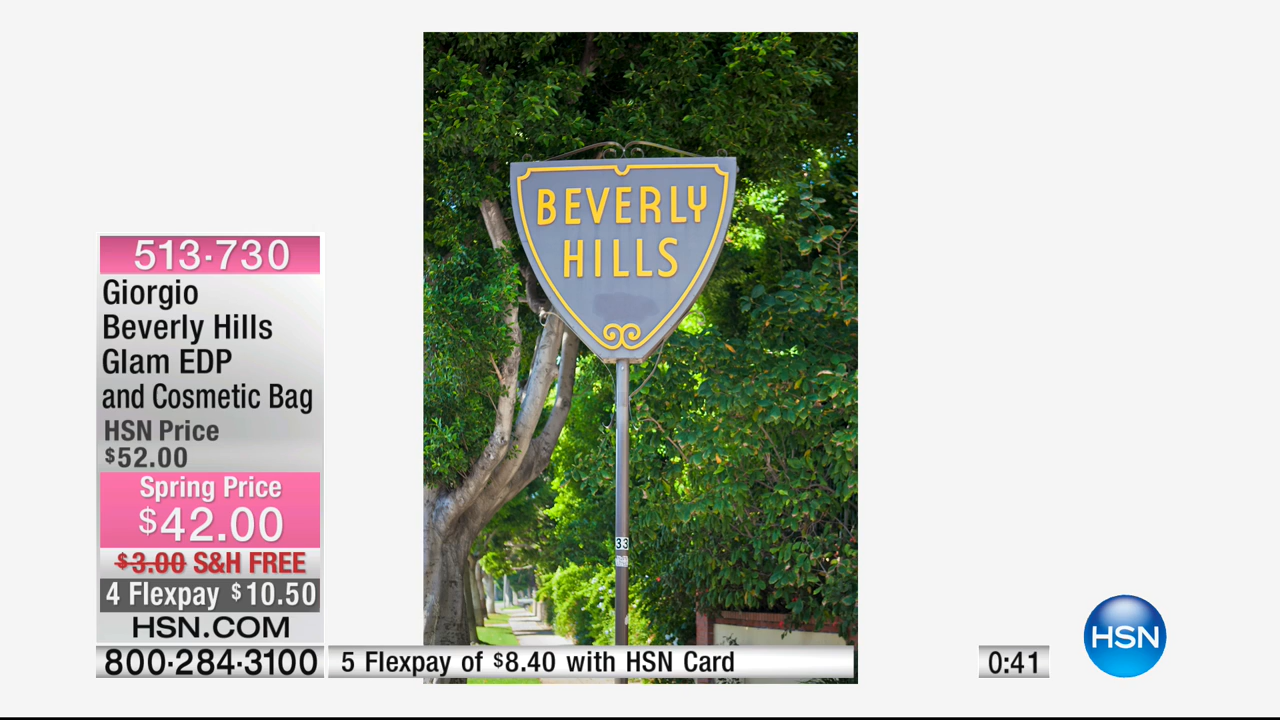 BEVERLY
HILLS
33
513·730
Giorgio
Beverly Hills
Glam EDP
and Cosmetic Bag
HSN Price
$52.00
Spring Price
$42.00
$3.00 S&H FREE
4 Flexpay $10.50
HSN.COM
800·284·3100
5 Flexpay of $8.40 with HSN Card
0:41
HSN